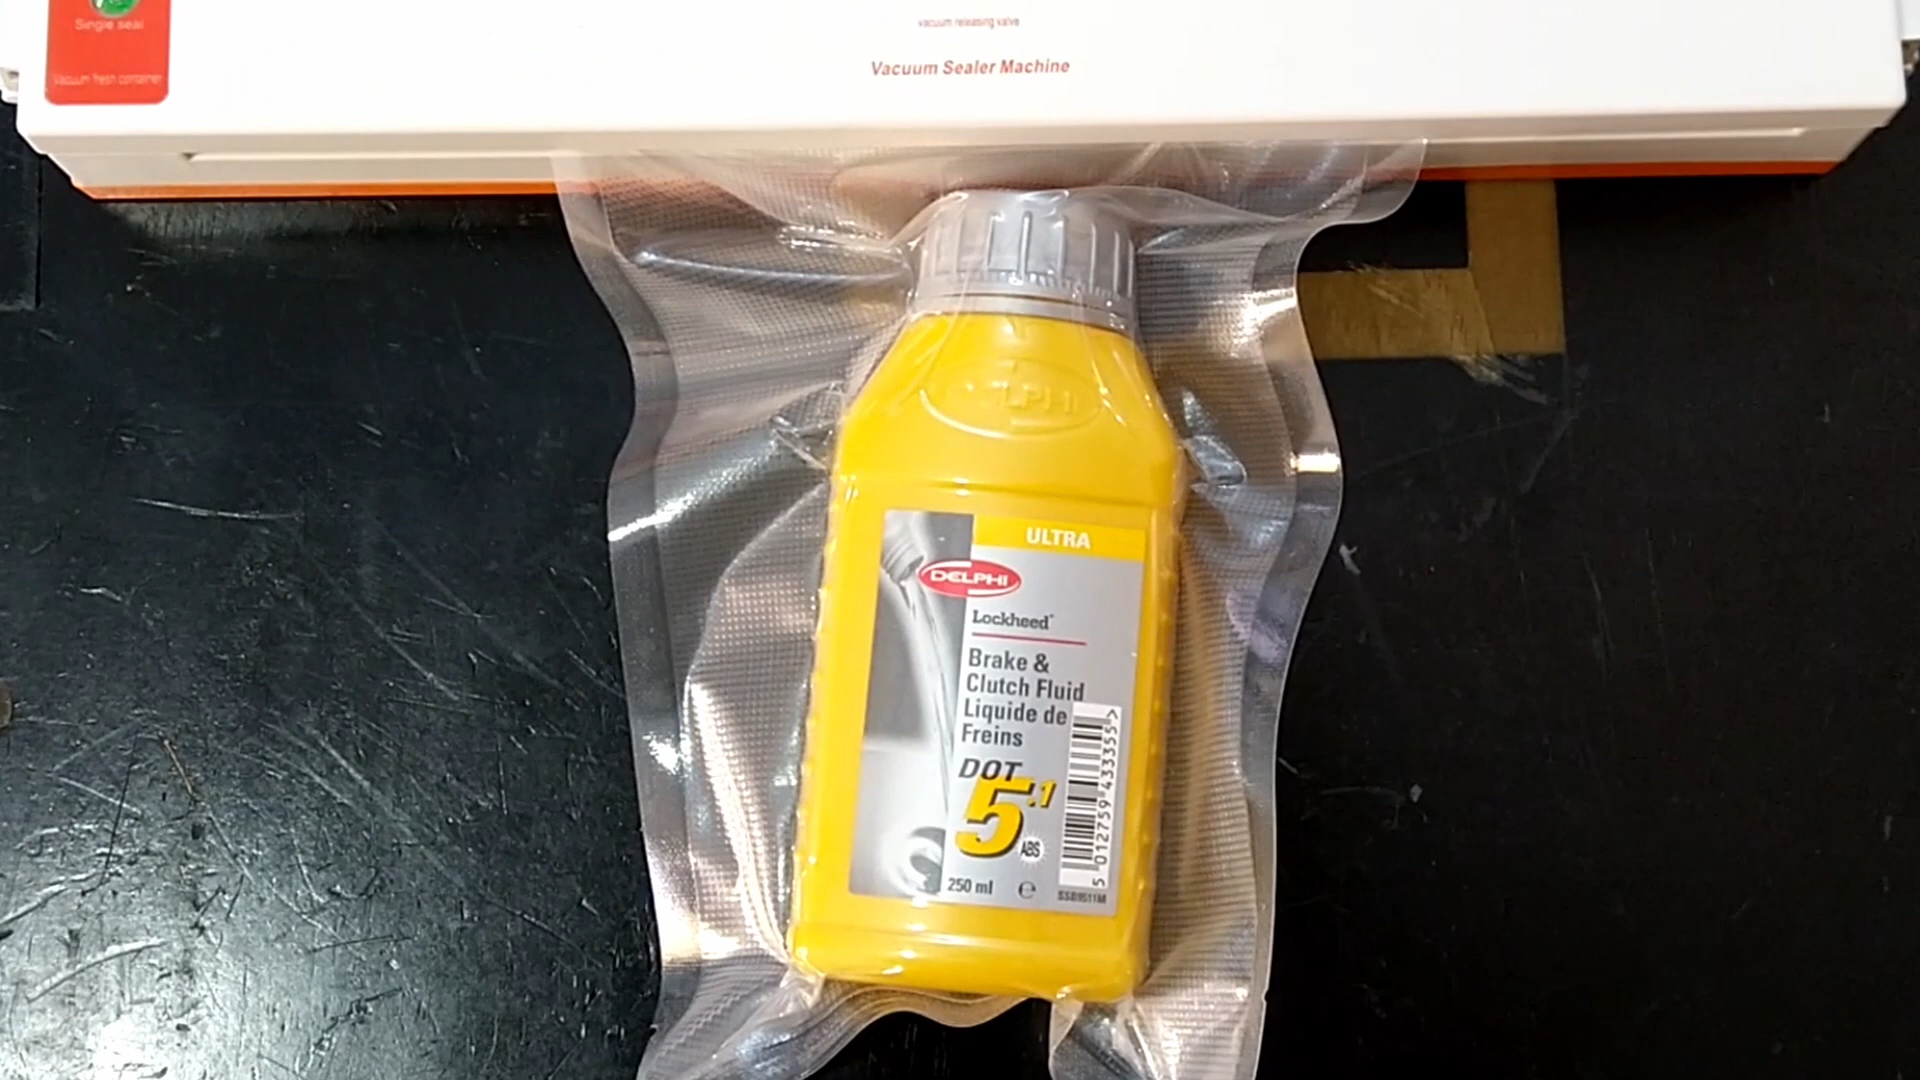 Single seal
Vacuum fresh container
vacuum releasing valve
Vacuum Sealer Machine
DELPHI
ULTRA
DELPHI
Lockheed
Brake &
Clutch Fluid
Liquide de
Freins
DOT
5.1
ABS
250 ml e
5 012759 433355 >